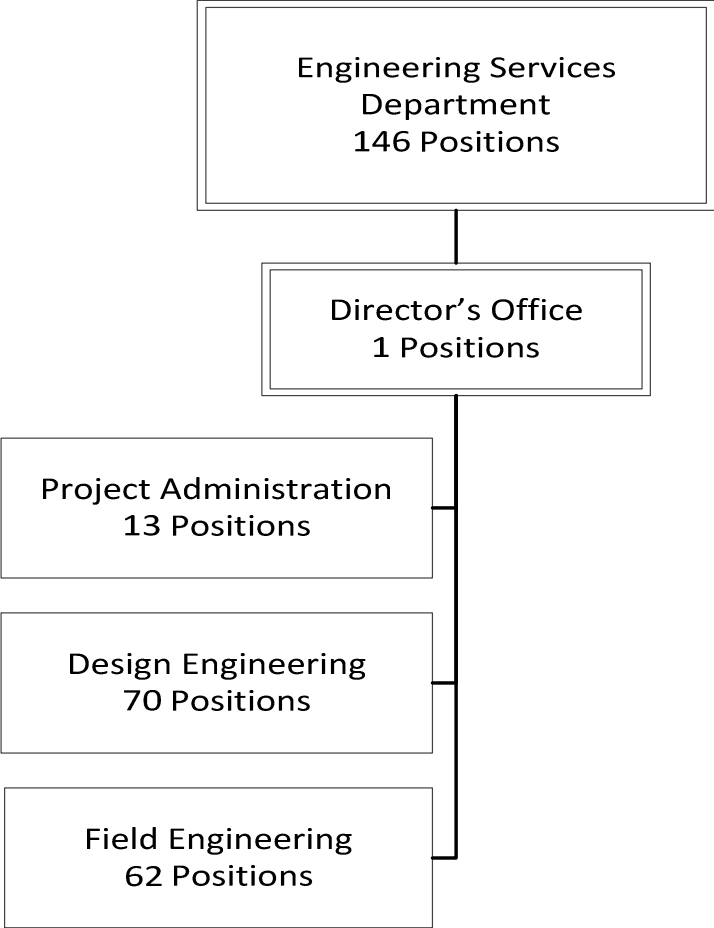 Engineering Services
Department
146 Positions
Director’s Office
1 Positions
Project Administration
13 Positions
Design Engineering
70 Positions
Field Engineering
62 Positions